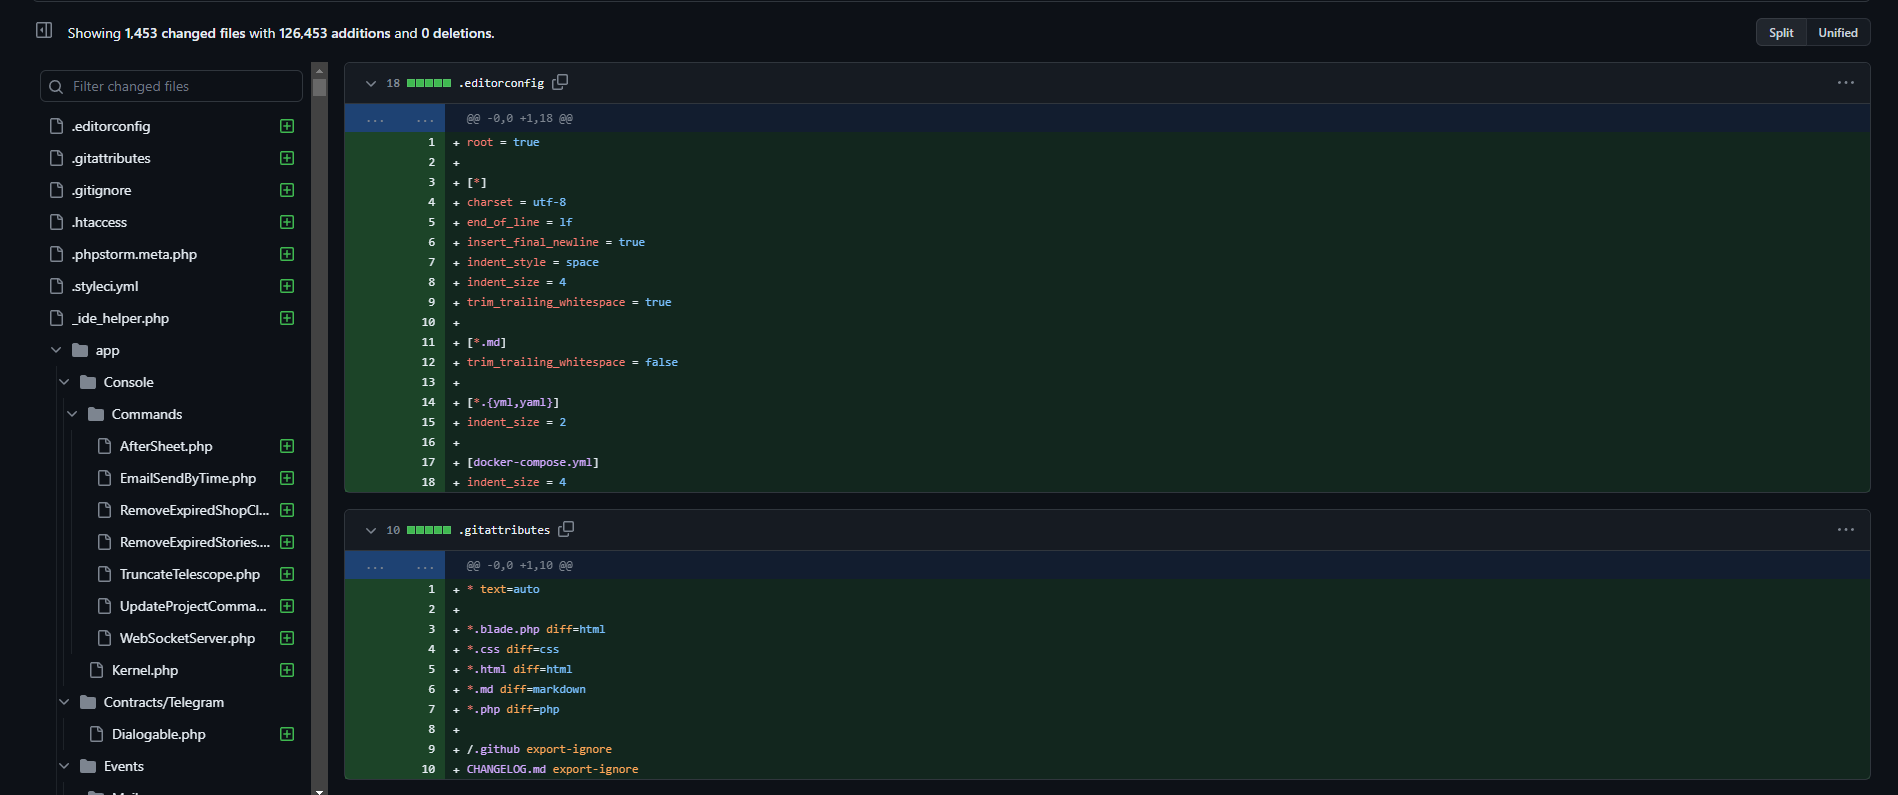 Showing 1,453 changed files with 126,453 additions and 0 deletions.
Split Unified
Filter changed files
.editorconfig
.gitattributes
.gitignore
.htaccess
.phpstorm.meta.php
.styleci.yml
_ide_helper.php
app
Console
Commands
AfterSheet.php
EmailSendByTime.php
RemoveExpiredShopCl...
RemoveExpiredStories....
TruncateTelescope.php
UpdateProjectComma...
WebSocketServer.php
Kernel.php
Contracts/Telegram
Dialogable.php
Events
18 .editorconfig ...
... ... @@ -0,0 +1,18 @@
1 + root = true
2 +
3 + [*]
4 + charset = utf-8
5 + end_of_line = lf
6 + insert_final_newline = true
7 + indent_style = space
8 + indent_size = 4
9 + trim_trailing_whitespace = true
10 +
11 + [*.md]
12 + trim_trailing_whitespace = false
13 +
14 + [*.{yml,yaml}]
15 + indent_size = 2
16 +
17 + [docker-compose.yml]
18 + indent_size = 4
10 .gitattributes ...
... ... @@ -0,0 +1,10 @@
1 + * text=auto
2 +
3 + *.blade.php diff=html
4 + *.css diff=css
5 + *.html diff=html
6 + *.md diff=markdown
7 + *.php diff=php
8 +
9 + /.github export-ignore
10 + CHANGELOG.md export-ignore